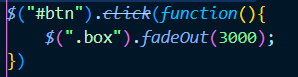 $("#btn").click(function(){
    $(".box").fadeOut(3000);
})